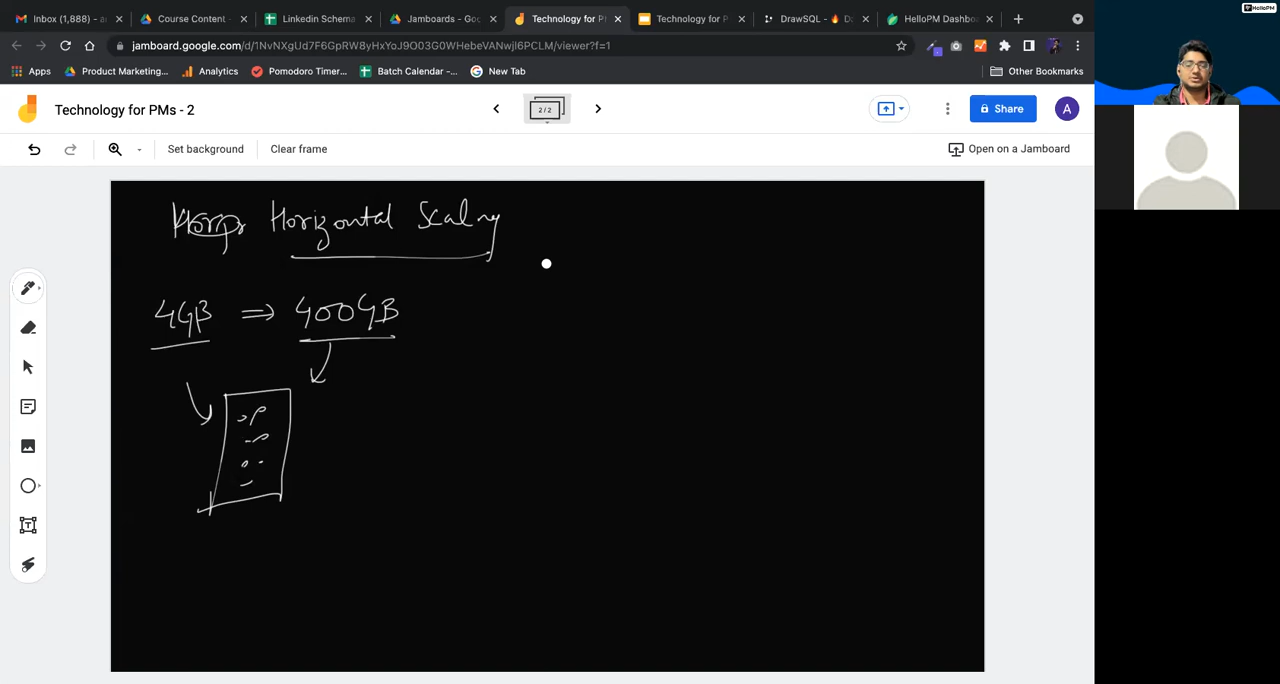 Inbox (1,888) - a
Course Content -
Linkedin Schema
Jamboards - Goo
Technology for P
Technology for P
DrawSQL - 🔥 D
HelloPM Dashbo
jamboard.google.com/d/1NvNXgUd7F6GpRW8yHxYoJ9O03G0WHebeVANwjI6PCLM/viewer?f=1
Apps
Product Marketing...
Analytics
Pomodoro Timer...
Batch Calendar -...
New Tab
Other Bookmarks
HelloPM
Technology for PMs - 2
2/2
Share
A
Set background
Clear frame
Open on a Jamboard
Horizontal Scaling
4GB ⇒ 400GB